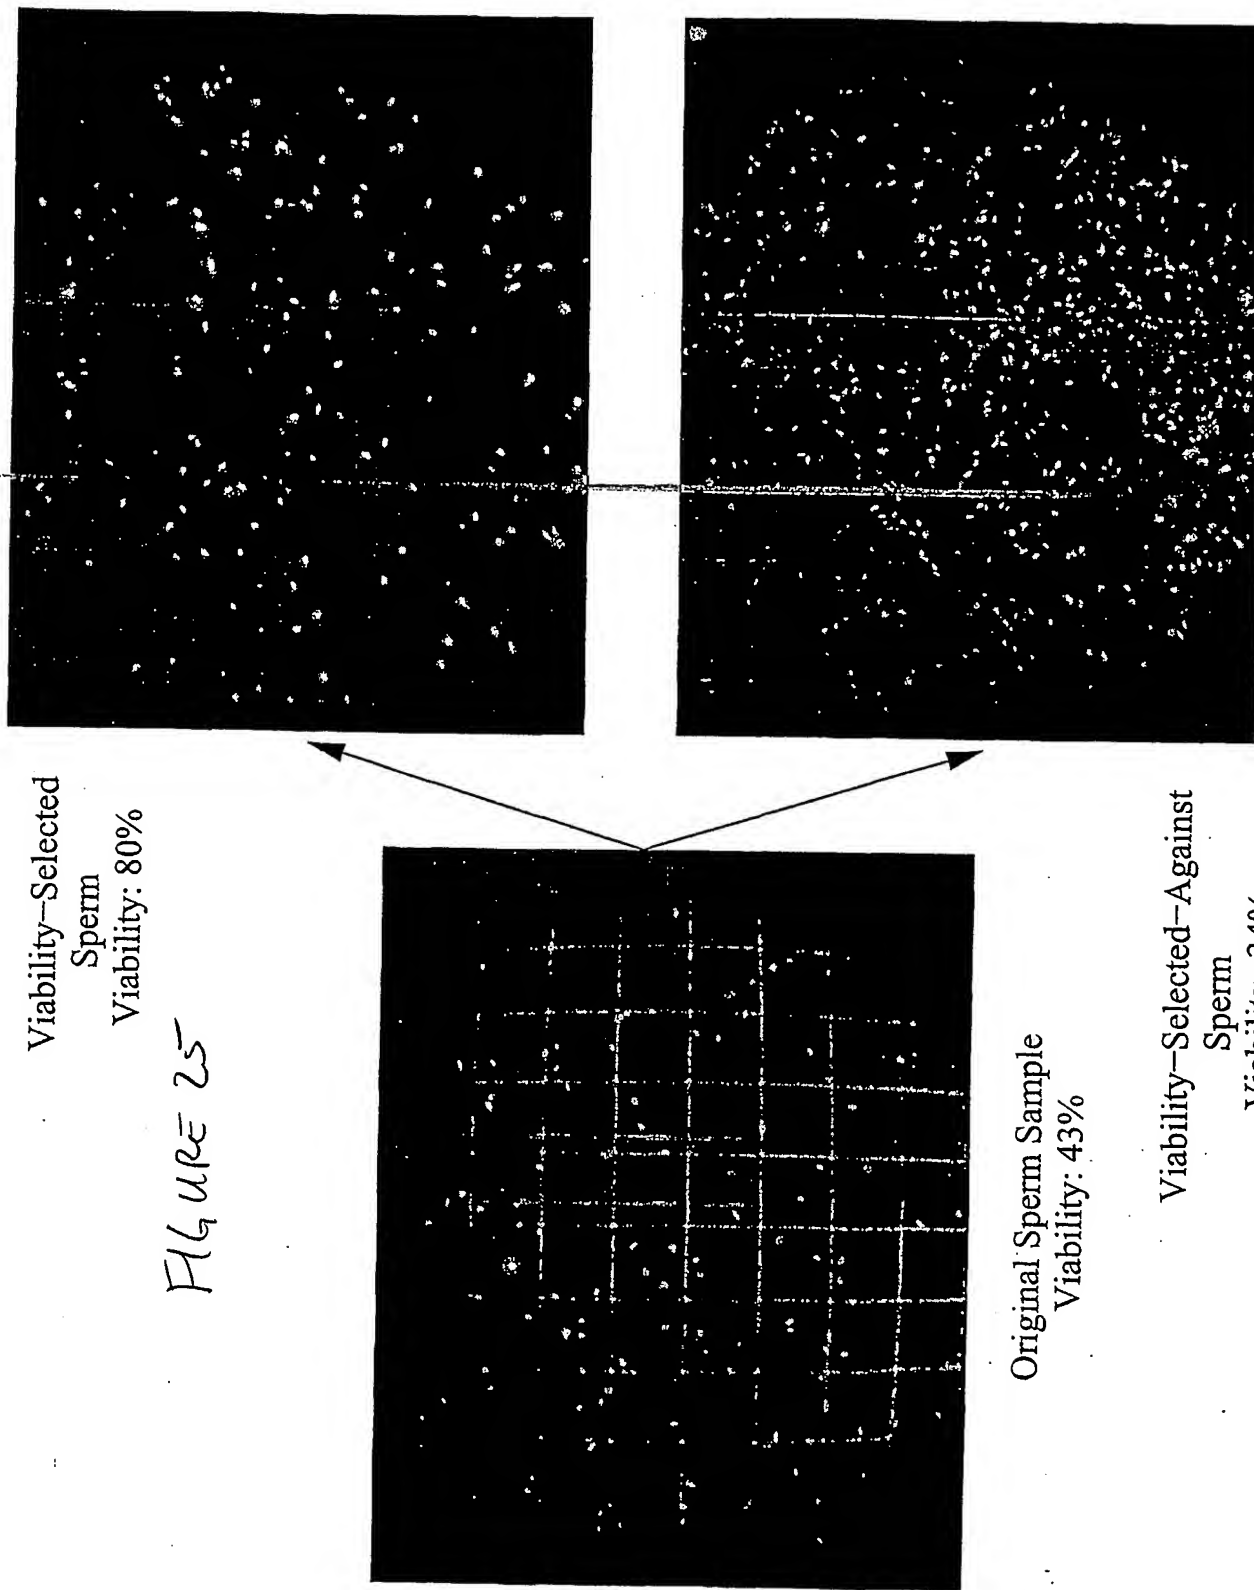 Viability–Selected
Sperm
Viability: 80%
FIGURE 25
Original Sperm Sample
Viability: 43%
Viability–Selected–Against
Sperm